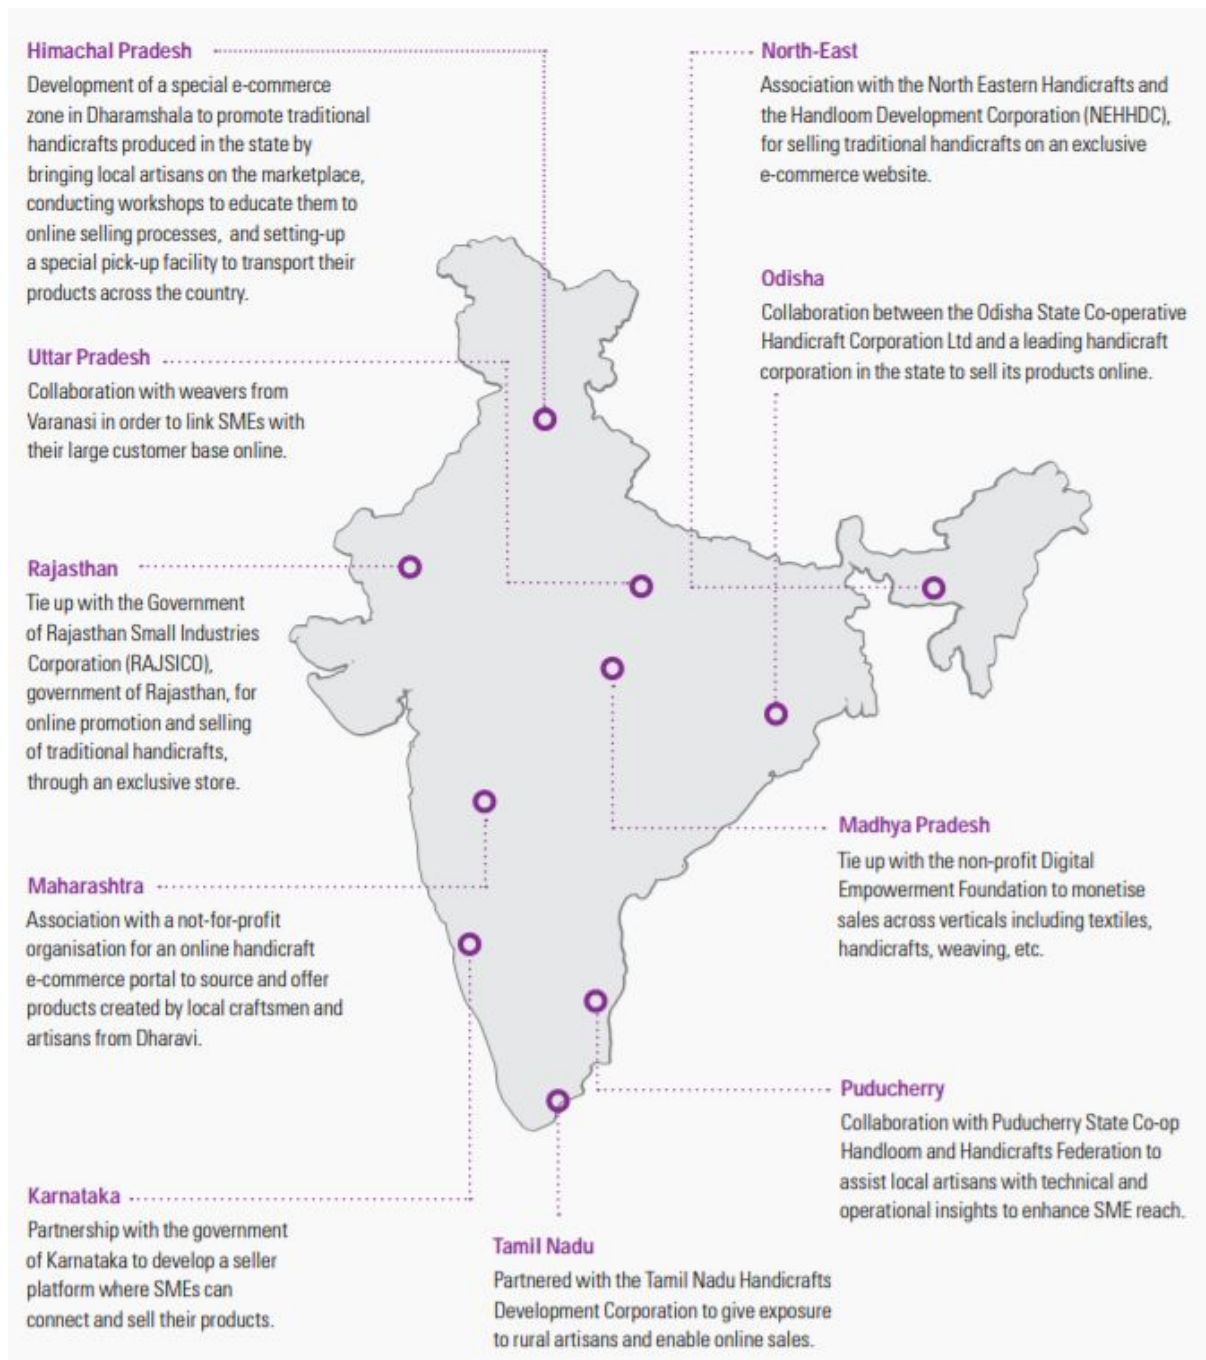 Himachal Pradesh
Development of a special e-commerce
zone in Dharamshala to promote traditional
handicrafts produced in the state by
bringing local artisans on the marketplace,
conducting workshops to educate them to
online selling processes, and setting-up
a special pick-up facility to transport their
products across the country.
Uttar Pradesh
Collaboration with weavers from
Varanasi in order to link SMEs with
their large customer base online.
Rajasthan
Tie up with the Government
of Rajasthan Small Industries
Corporation (RAJSICO),
government of Rajasthan, for
online promotion and selling
of traditional handicrafts,
through an exclusive store.
Maharashtra
Association with a not-for-profit
organisation for an online handicraft
e-commerce portal to source and offer
products created by local craftsmen and
artisans from Dharavi.
Karnataka
Partnership with the government
of Karnataka to develop a seller
platform where SMEs can
connect and sell their products.
North-East
Association with the North Eastern Handicrafts and
the Handloom Development Corporation (NEHHDC),
for selling traditional handicrafts on an exclusive
e-commerce website.
Odisha
Collaboration between the Odisha State Co-operative
Handicraft Corporation Ltd and a leading handicraft
corporation in the state to sell its products online.
Madhya Pradesh
Tie up with the non-profit Digital
Empowerment Foundation to monetise
sales across verticals including textiles,
handicrafts, weaving, etc.
Puducherry
Collaboration with Puducherry State Co-op
Handloom and Handicrafts Federation to
assist local artisans with technical and
operational insights to enhance SME reach.
Tamil Nadu
Partnered with the Tamil Nadu Handicrafts
Development Corporation to give exposure
to rural artisans and enable online sales.